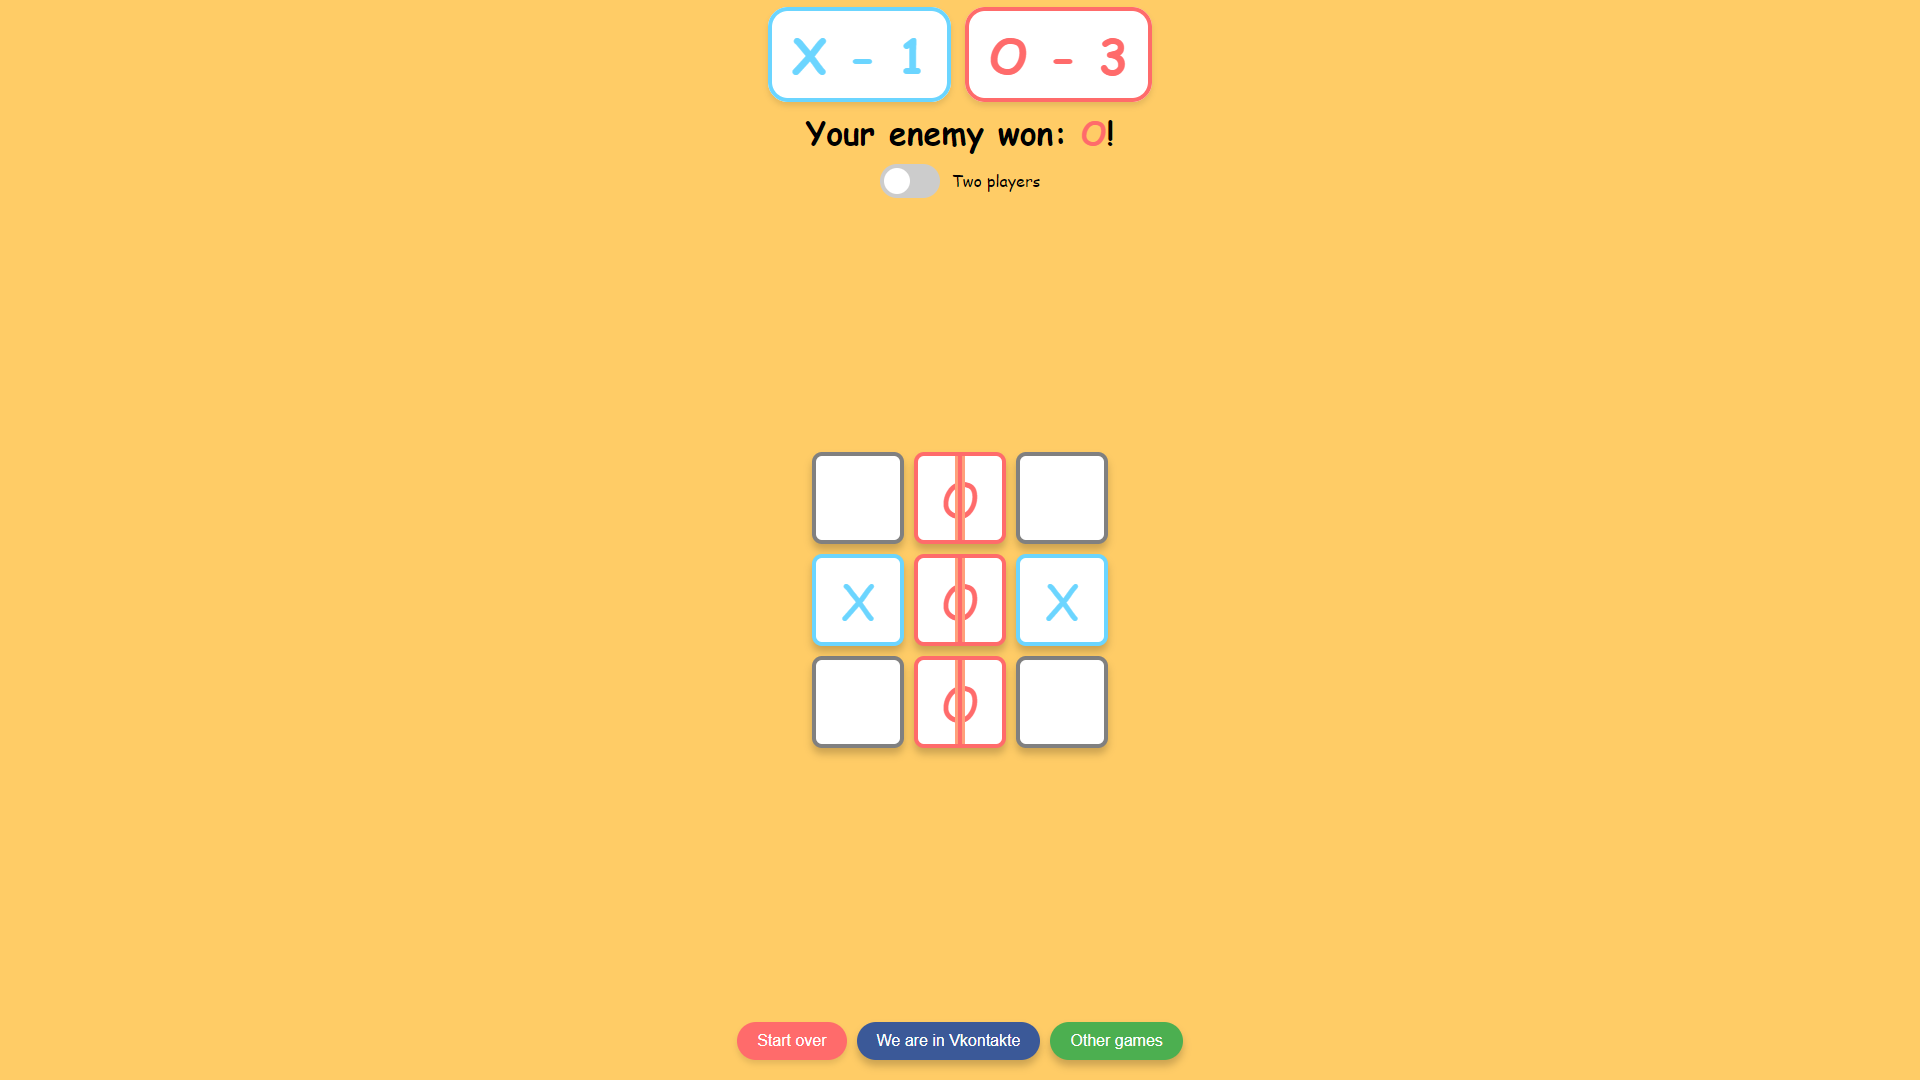 X - 1 O - 3
Your enemy won: O!
Two players
O
X O X
O
Start over We are in Vkontakte Other games